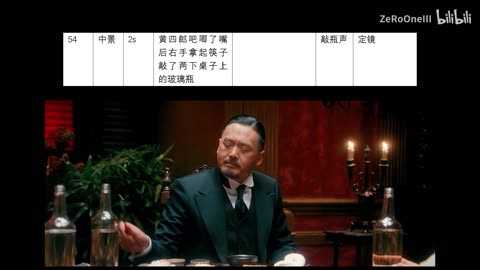 ZeRoOneIII bilibili
54 中景 2s 黄四郎吧唧了嘴 敲瓶声 定镜
后右手拿起筷子
敲了两下桌子上
的玻璃瓶